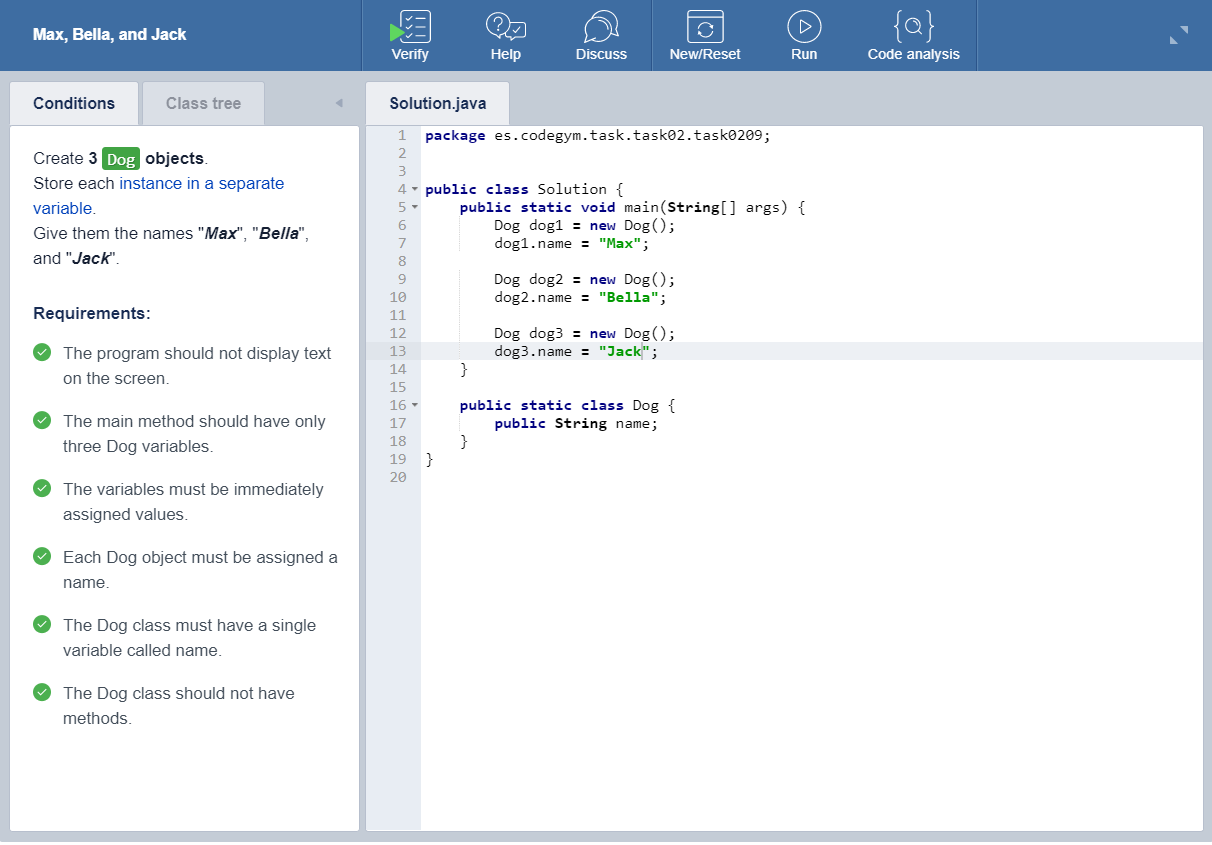 Max, Bella, and Jack
Verify
Help
Discuss
New/Reset
Run
Code analysis
Conditions
Class tree
Solution.java
Create 3 Dog objects.
Store each instance in a separate
variable.
Give them the names "Max", "Bella",
and "Jack".
Requirements:
The program should not display text
on the screen.
The main method should have only
three Dog variables.
The variables must be immediately
assigned values.
Each Dog object must be assigned a
name.
The Dog class must have a single
variable called name.
The Dog class should not have
methods.
1 package es.codegym.task.task02.task0209;
2
3
4 public class Solution {
5     public static void main(String[] args) {
6         Dog dog1 = new Dog();
7         dog1.name = "Max";
8
9         Dog dog2 = new Dog();
10         dog2.name = "Bella";
11
12         Dog dog3 = new Dog();
13         dog3.name = "Jack";
14     }
15
16     public static class Dog {
17         public String name;
18     }
19 }
20